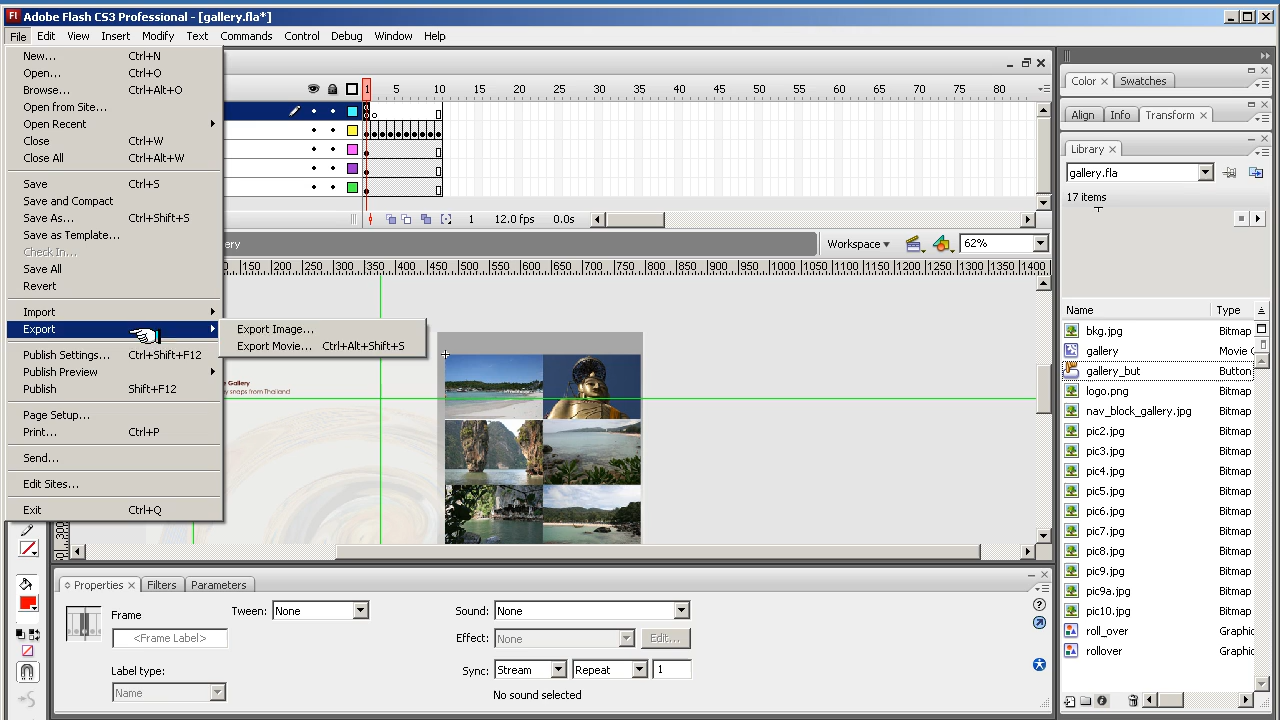 Adobe Flash CS3 Professional - [gallery.fla*]
File Edit View Insert Modify Text Commands Control Debug Window Help
New... Ctrl+N
Open... Ctrl+O
Browse... Ctrl+Alt+O
Open from Site...
Open Recent
Close Ctrl+W
Close All Ctrl+Alt+W
Save Ctrl+S
Save and Compact
Save As... Ctrl+Shift+S
Save as Template...
Check In...
Save All
Revert
Import
Export
Publish Settings... Ctrl+Shift+F12
Publish Preview
Publish Shift+F12
Page Setup...
Print... Ctrl+P
Send...
Edit Sites...
Exit Ctrl+Q
Export Image...
Export Movie... Ctrl+Alt+Shift+S
1 5 10 15 20 25 30 35 40 45 50 55 60 65 70 75 80
1 12.0 fps 0.0s
ery
Workspace 62%
150 200 250 300 350 400 450 500 550 600 650 700 750 800 850 900 950 1000 1050 1100 1150 1200 1250 1300 1350 1400
e Gallery
y snaps from Thailand
Properties Filters Parameters
Frame
<Frame Label>
Label type:
Name
Tween: None
Sound: None
Effect: None Edit...
Sync: Stream Repeat 1
No sound selected
Color Swatches
Align Info Transform
Library
gallery.fla
17 items
Name Type
bkg.jpg Bitmap
gallery Movie C
gallery_but Button
logo.png Bitmap
nav_block_gallery.jpg Bitmap
pic2.jpg Bitmap
pic3.jpg Bitmap
pic4.jpg Bitmap
pic5.jpg Bitmap
pic6.jpg Bitmap
pic7.jpg Bitmap
pic8.jpg Bitmap
pic9.jpg Bitmap
pic9a.jpg Bitmap
pic10.jpg Bitmap
roll_over Graphic
rollover Graphic